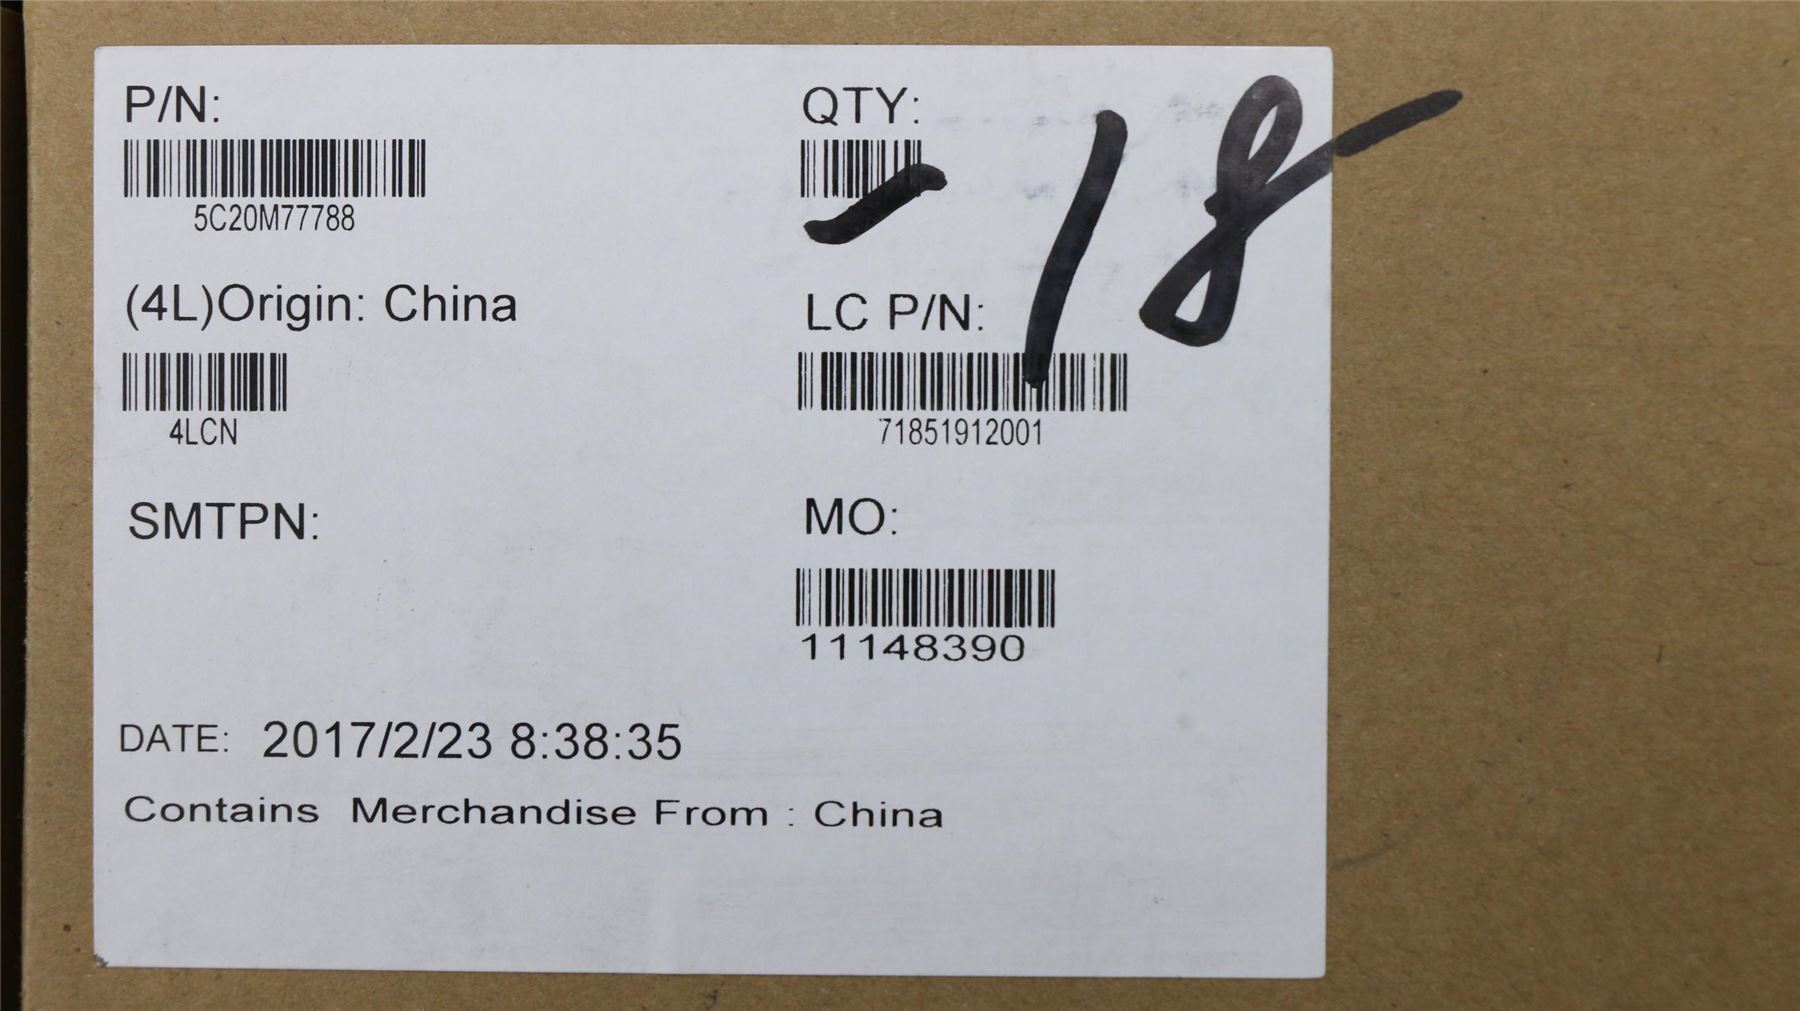 P/N:
5C20M77788
QTY:
18
(4L)Origin: China
4LCN
LC P/N:
71851912001
SMTPN:
MO:
11148390
DATE: 2017/2/23 8:38:35
Contains Merchandise From : China